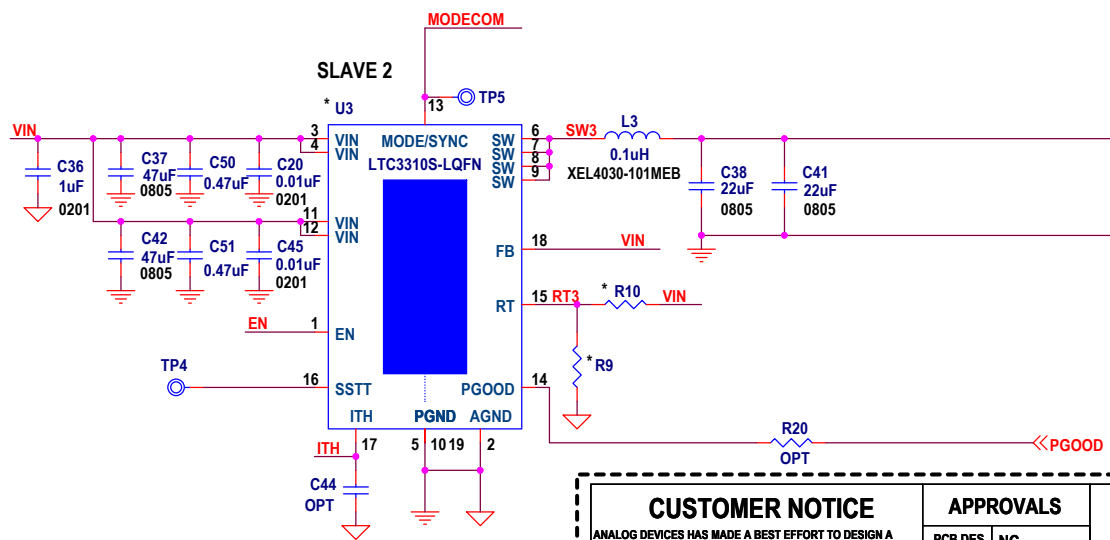 MODECOM
SLAVE 2
* U3
13
TP5
VIN
C36
1uF
0201
C37
47uF
0805
C50
0.47uF
C20
0.01uF
0201
C42
47uF
0805
C51
0.47uF
C45
0.01uF
0201
3
4
VIN
VIN
11
12
VIN
VIN
MODE/SYNC
LTC3310S-LQFN
SW
SW
SW
SW
6
7
8
9
SW3
L3
0.1uH
XEL4030-101MEB
C38
22uF
0805
C41
22uF
0805
FB
18
VIN
RT
15
RT3
* R10
VIN
* R9
EN
1
EN
TP4
16
SSTT
PGOOD
14
ITH
PGND
AGND
ITH
17
5
10
19
2
C44
OPT
R20
OPT
PGOOD
CUSTOMER NOTICE
APPROVALS
ANALOG DEVICES HAS MADE A BEST EFFORT TO DESIGN A
PCB DES
NC